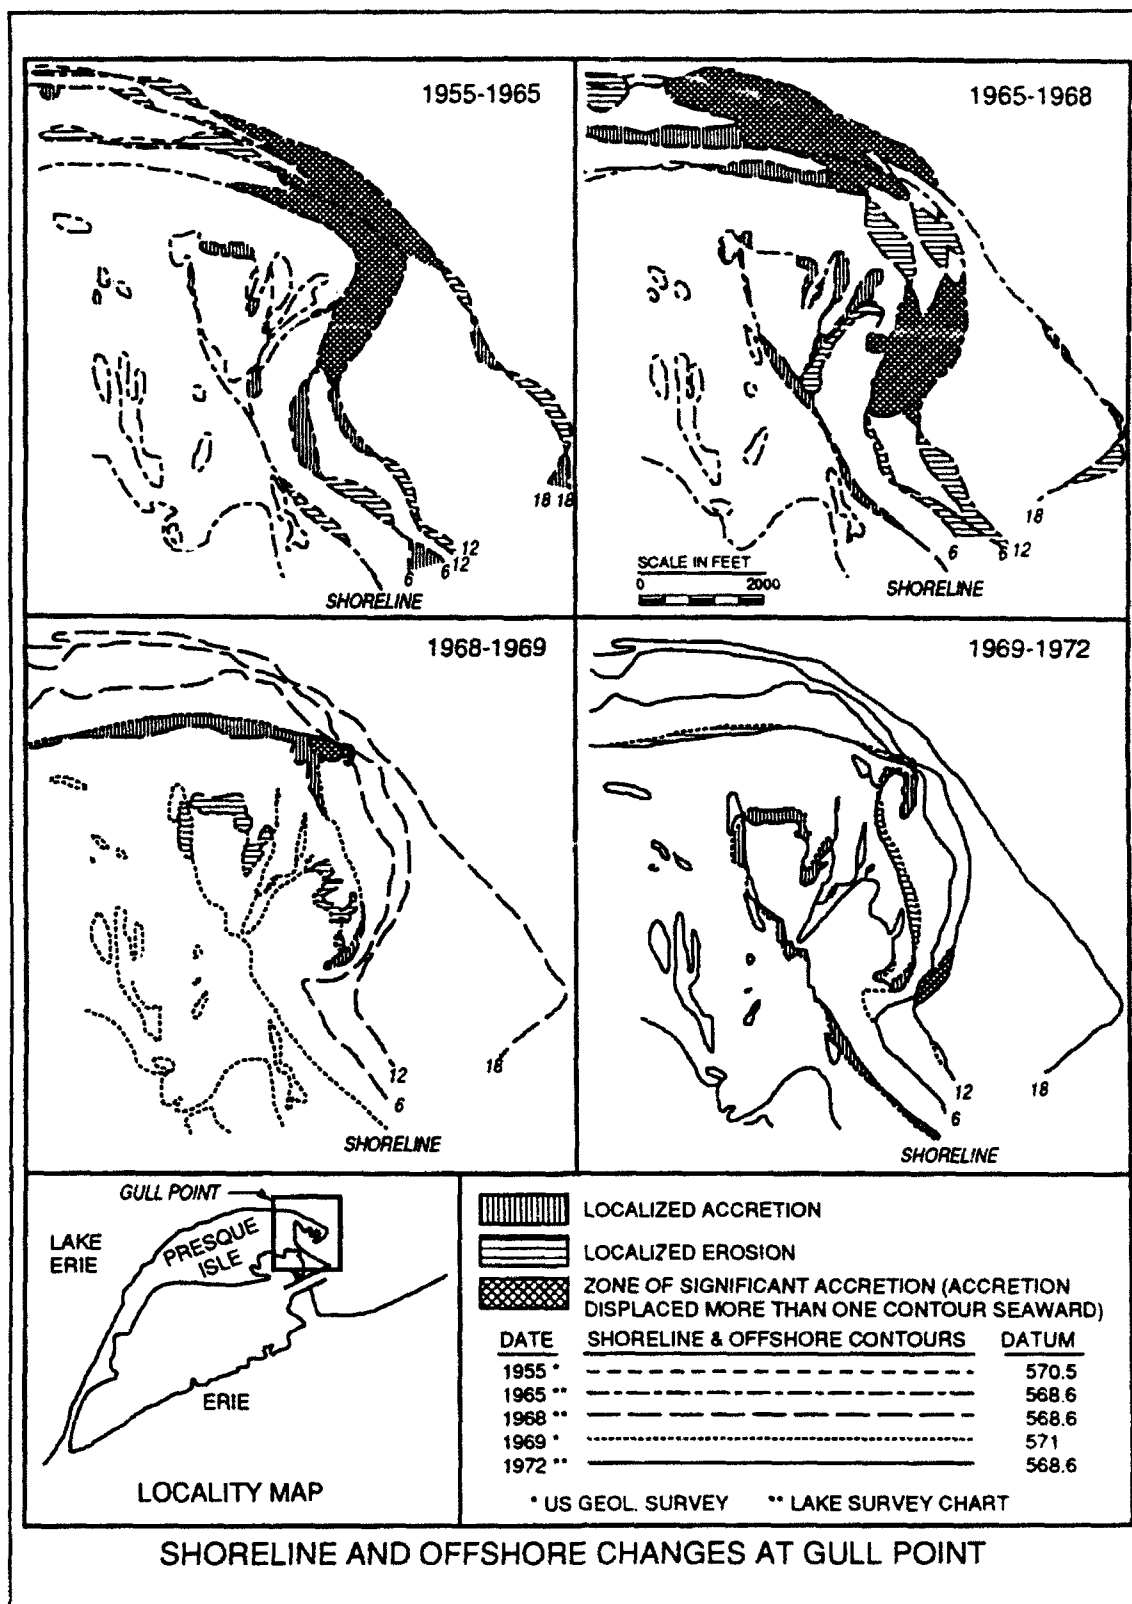 1955-1965
18 18
12
6 6 12
SHORELINE
1965-1968
18
6 6 12
SCALE IN FEET
0 2000
SHORELINE
1968-1969
18
12
6
SHORELINE
1969-1972
12 18
6
SHORELINE
GULL POINT
LAKE
ERIE
PRESQUE
ISLE
ERIE
LOCALITY MAP
LOCALIZED ACCRETION
LOCALIZED EROSION
ZONE OF SIGNIFICANT ACCRETION (ACCRETION
DISPLACED MORE THAN ONE CONTOUR SEAWARD)
DATE SHORELINE & OFFSHORE CONTOURS DATUM
1955 * 570.5
1965 ** 568.6
1968 ** 568.6
1969 * 571
1972 ** 568.6
* US GEOL. SURVEY ** LAKE SURVEY CHART
SHORELINE AND OFFSHORE CHANGES AT GULL POINT